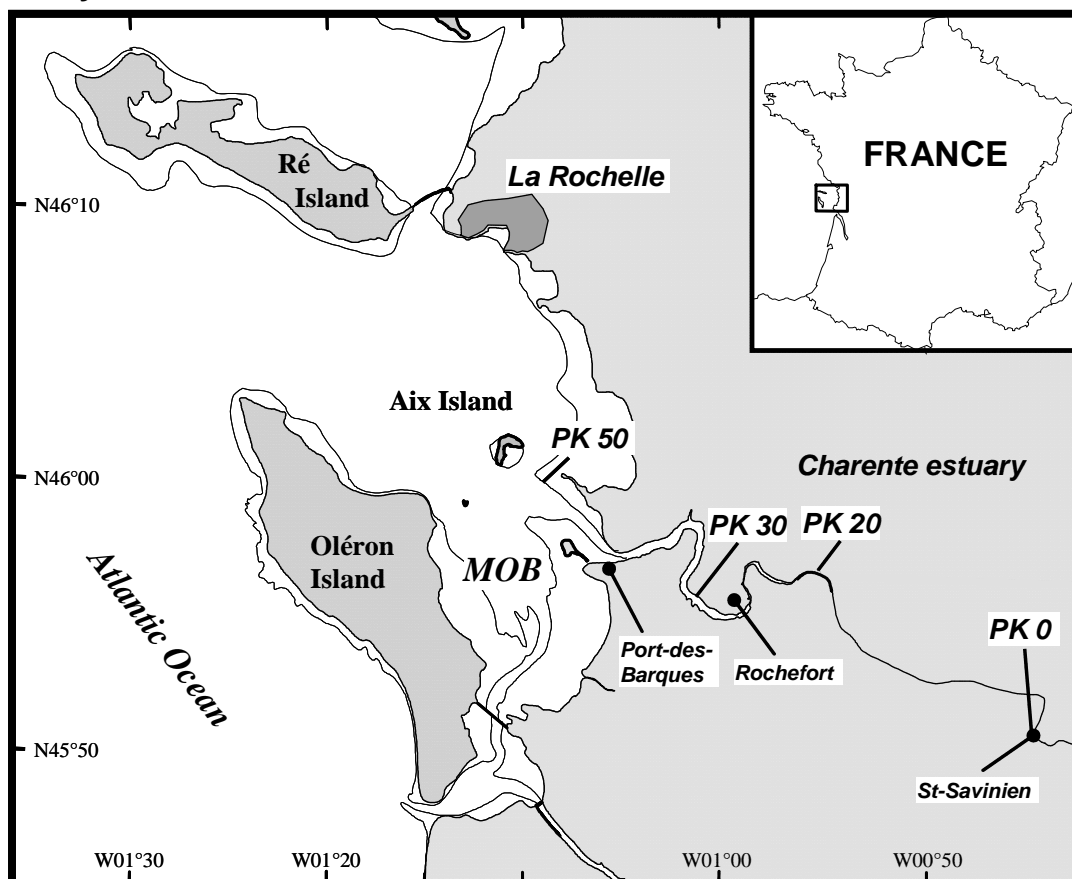 FRANCE
Ré
Island
La Rochelle
N46°10
Aix Island
PK 50
N46°00
Charente estuary
PK 30
PK 20
Oléron
Island
MOB
Atlantic Ocean
PK 0
Port-des-
Barques
Rochefort
N45°50
St-Savinien
W01°30
W01°20
W01°00
W00°50